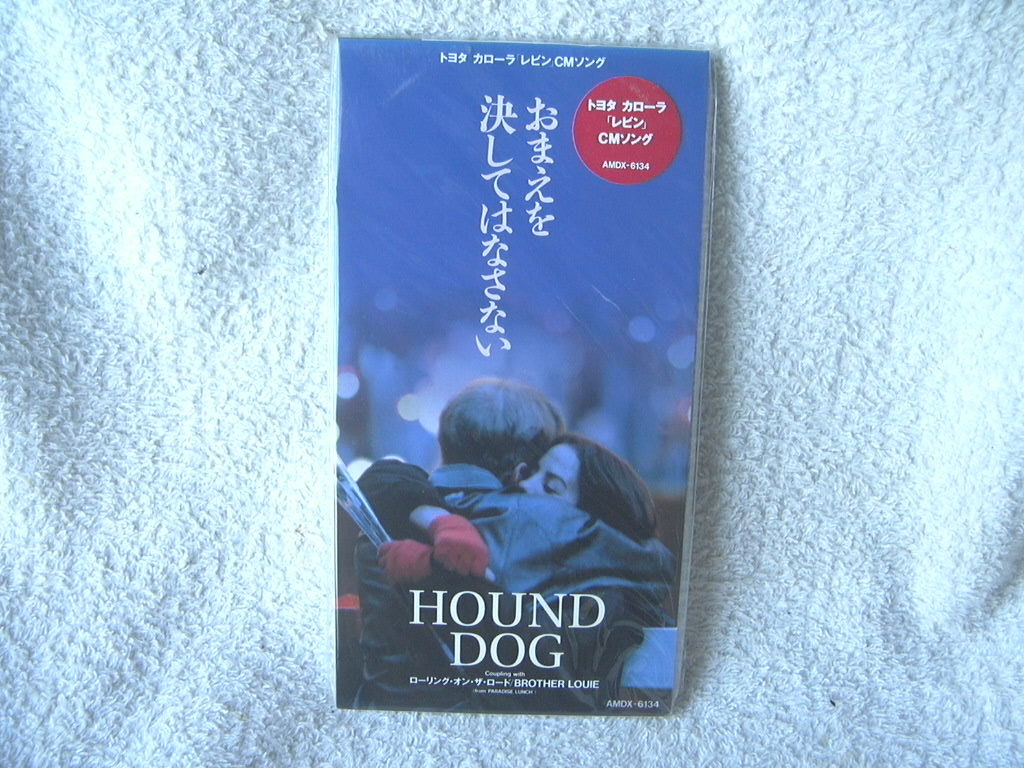 トヨタ カローラ「レビン」CMソング
トヨタ カローラ
「レビン」
CMソング
AMDX-6134
おまえを
決してはなさない
HOUND
DOG
Coupling with
ローリング・オン・ザ・ロード/BROTHER LOUIE
(from PARADISE LUNCH)
AMDX-6134